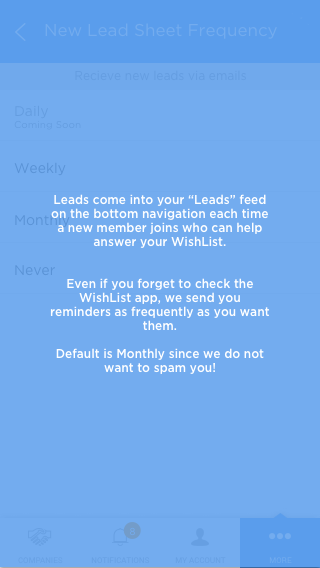 New Lead Sheet Frequency
Recieve new leads via emails
Daily
Coming Soon
Weekly
Leads come into your “Leads” feed
on the bottom navigation each time
Monthly
a new member joins who can help
answer your WishList.
Never
Even if you forget to check the
WishList app, we send you
reminders as frequently as you want
them.
Default is Monthly since we do not
want to spam you!
NOTIFICATIONS
MY ACCOUNT
MORE